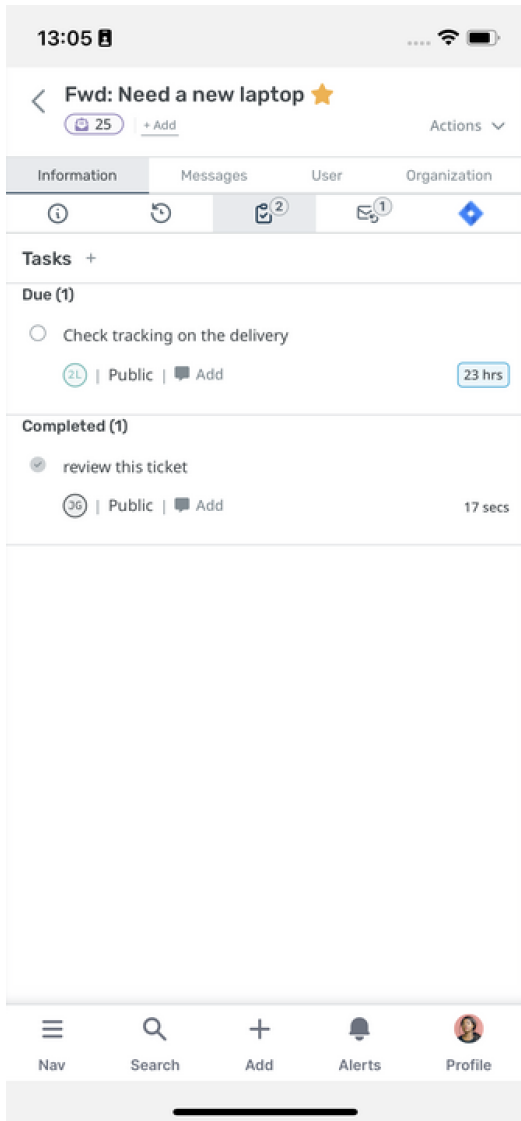 13:05
Fwd: Need a new laptop
25 + Add
Actions
Information Messages User Organization
2 1
Tasks +
Due (1)
Check tracking on the delivery
2L | Public | Add 23 hrs
Completed (1)
review this ticket
JG | Public | Add 17 secs
Nav Search Add Alerts Profile